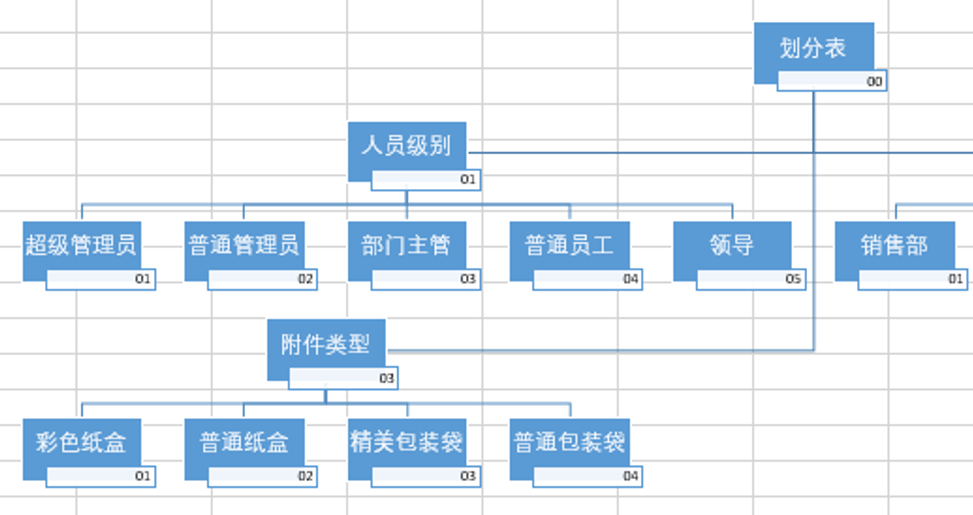 划分表
00
人员级别
01
超级管理员
01
普通管理员
02
部门主管
03
普通员工
04
领导
05
销售部
01
附件类型
03
彩色纸盒
01
普通纸盒
02
精美包装袋
03
普通包装袋
04